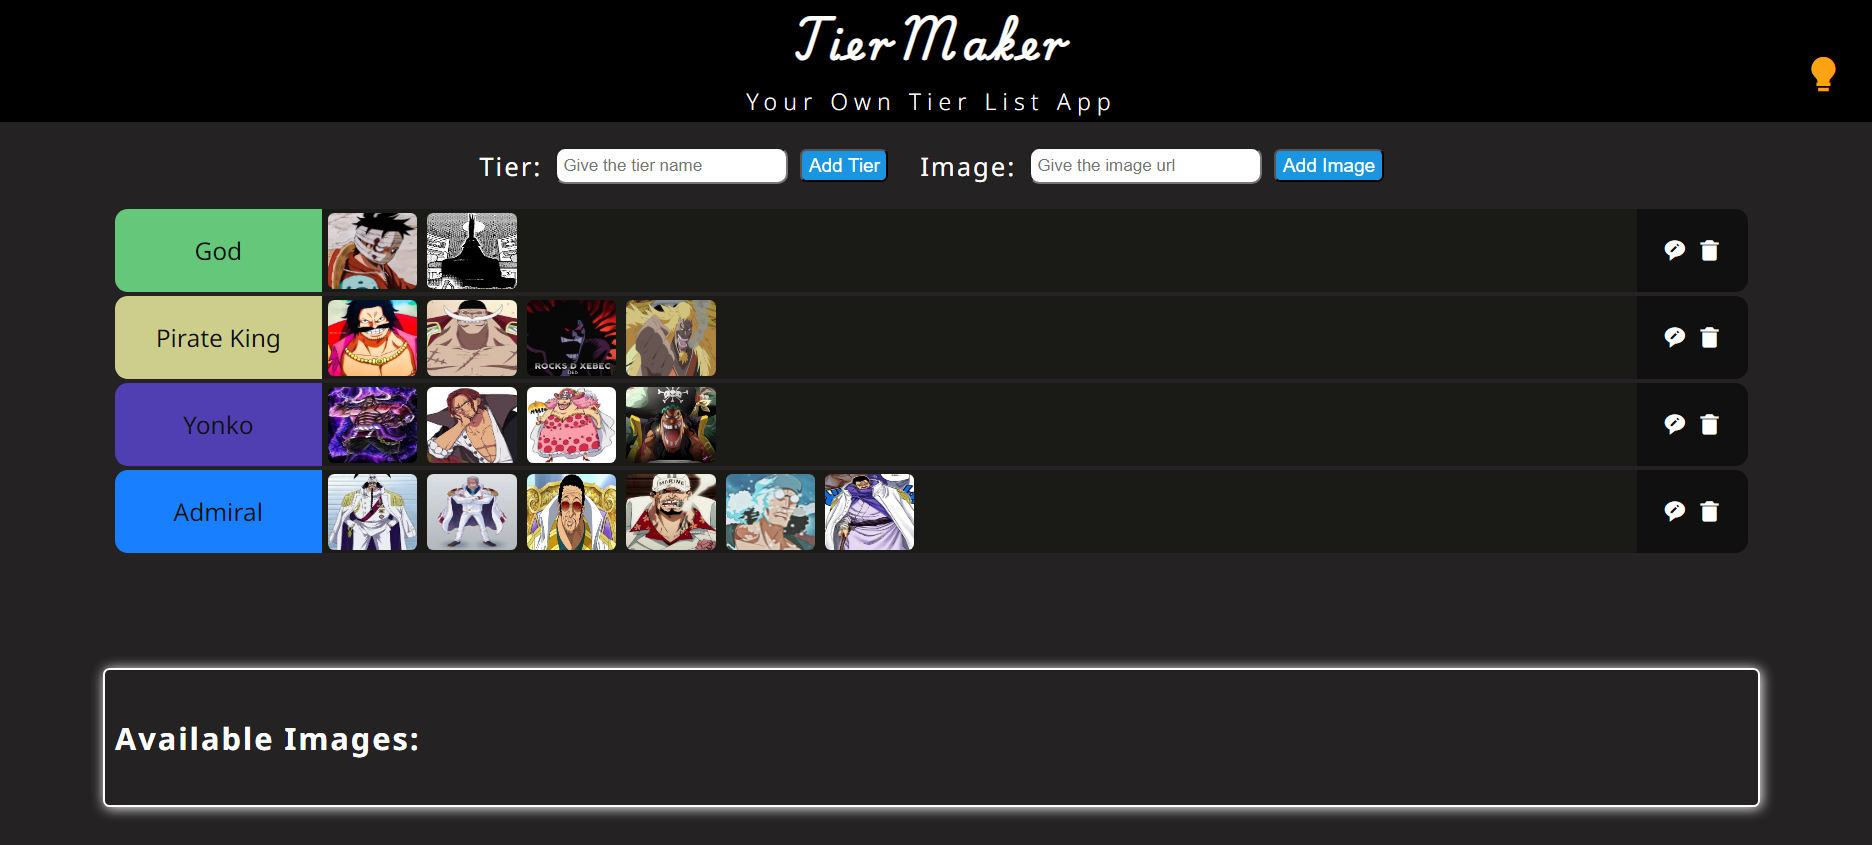 TierMaker
Your Own Tier List App
Tier: Give the tier name Add Tier Image: Give the image url Add Image
God
Pirate King
ROCKS D XEBEC
Yonko
Admiral
MARINE
Available Images: